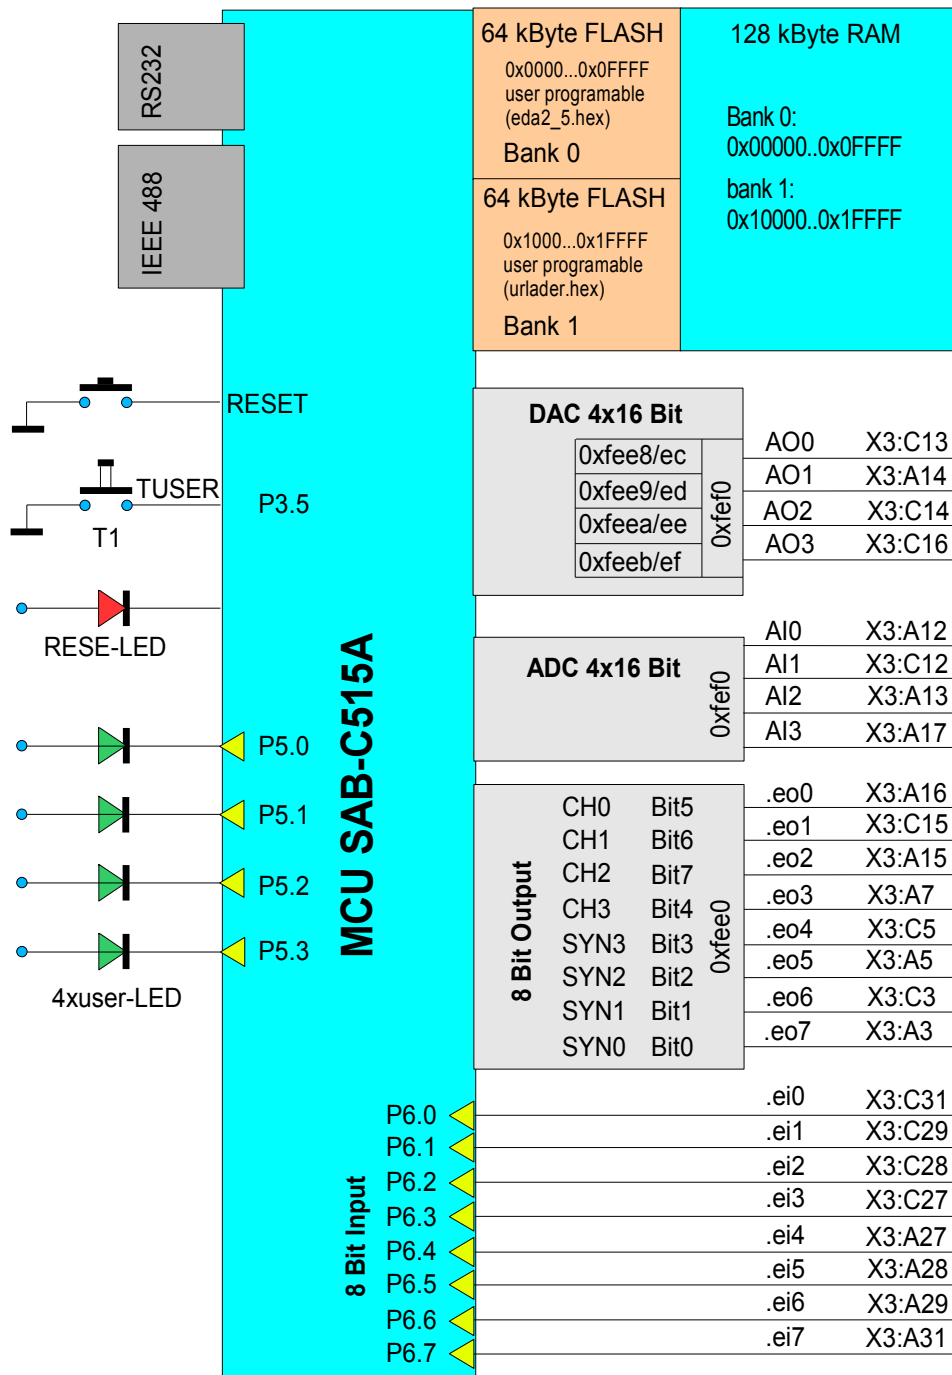 RS232
IEEE 488
64 kByte FLASH
0x0000...0x0FFFF
user programable
(eda2_5.hex)
Bank 0
64 kByte FLASH
0x1000...0x1FFFF
user programable
(urlader.hex)
Bank 1
128 kByte RAM
Bank 0:
0x00000..0x0FFFF
bank 1:
0x10000..0x1FFFF
RESET
TUSER
P3.5
T1
RESE-LED
P5.0
P5.1
P5.2
P5.3
4xuser-LED
MCU SAB-C515A
DAC 4x16 Bit
0xfee8/ec
0xfee9/ed
0xfeea/ee
0xfeeb/ef
0xfef0
AO0 X3:C13
AO1 X3:A14
AO2 X3:C14
AO3 X3:C16
ADC 4x16 Bit
0xfef0
AI0 X3:A12
AI1 X3:C12
AI2 X3:A13
AI3 X3:A17
8 Bit Output
CH0 Bit5
CH1 Bit6
CH2 Bit7
CH3 Bit4
SYN3 Bit3
SYN2 Bit2
SYN1 Bit1
SYN0 Bit0
0xfee0
.eo0 X3:A16
.eo1 X3:C15
.eo2 X3:A15
.eo3 X3:A7
.eo4 X3:C5
.eo5 X3:A5
.eo6 X3:C3
.eo7 X3:A3
8 Bit Input
P6.0 .ei0 X3:C31
P6.1 .ei1 X3:C29
P6.2 .ei2 X3:C28
P6.3 .ei3 X3:C27
P6.4 .ei4 X3:A27
P6.5 .ei5 X3:A28
P6.6 .ei6 X3:A29
P6.7 .ei7 X3:A31